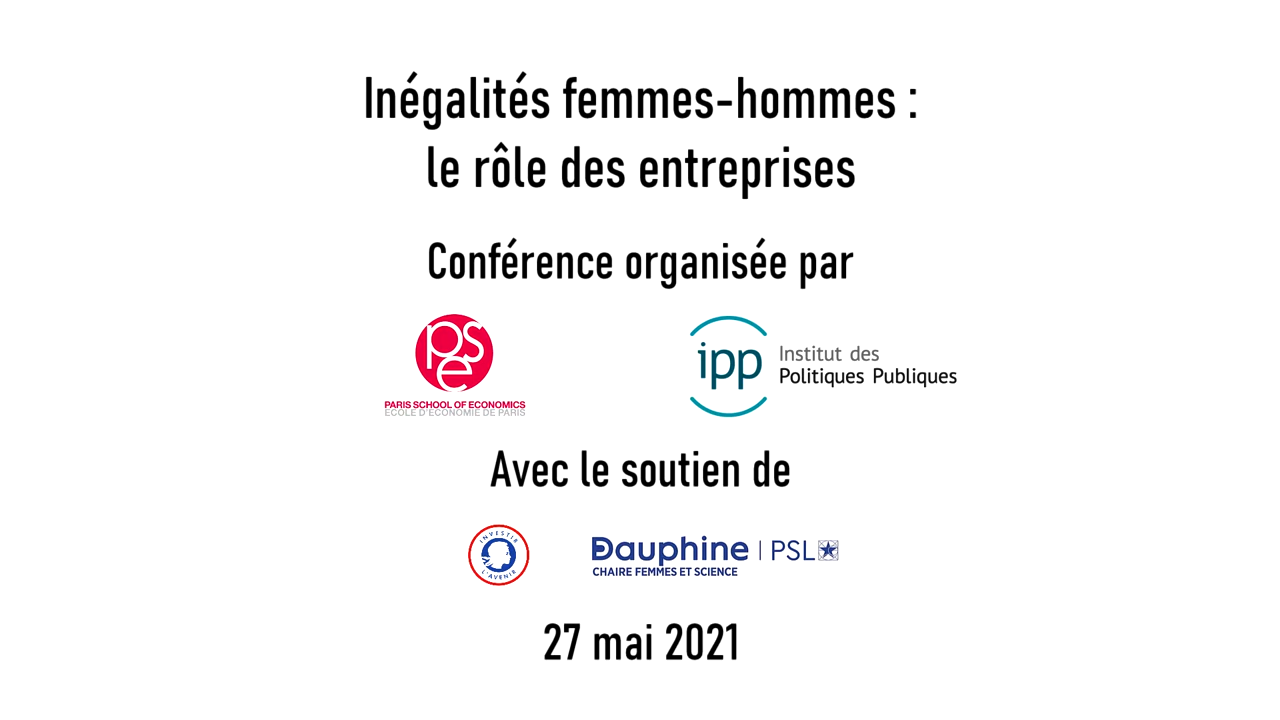 Inégalités femmes-hommes :
le rôle des entreprises
Conférence organisée par
pse
PARIS SCHOOL OF ECONOMICS
ECOLE D'ECONOMIE DE PARIS
ipp
Institut des
Politiques Publiques
Avec le soutien de
INVESTIR
L'AVENIR
Dauphine | PSL
CHAIRE FEMMES ET SCIENCE
27 mai 2021